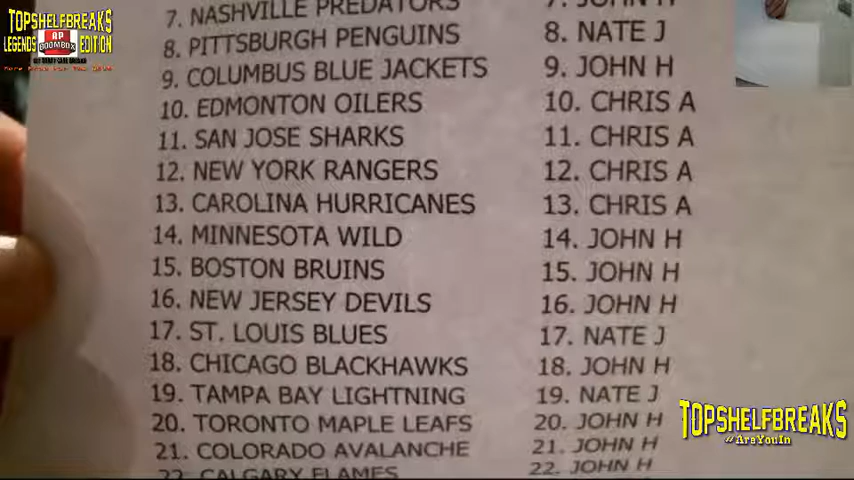 TOPSHELFBREAKS
LEGENDS AP BOOMBOX EDITION
7. NASHVILLE PREDATORS 7. JOHN H
8. PITTSBURGH PENGUINS 8. NATE J
9. COLUMBUS BLUE JACKETS 9. JOHN H
10. EDMONTON OILERS 10. CHRIS A
11. SAN JOSE SHARKS 11. CHRIS A
12. NEW YORK RANGERS 12. CHRIS A
13. CAROLINA HURRICANES 13. CHRIS A
14. MINNESOTA WILD 14. JOHN H
15. BOSTON BRUINS 15. JOHN H
16. NEW JERSEY DEVILS 16. JOHN H
17. ST. LOUIS BLUES 17. NATE J
18. CHICAGO BLACKHAWKS 18. JOHN H
19. TAMPA BAY LIGHTNING 19. NATE J
20. TORONTO MAPLE LEAFS 20. JOHN H
21. COLORADO AVALANCHE 21. JOHN H
22. CALGARY FLAMES 22. JOHN H
TOPSHELFBREAKS
#AreYouIn